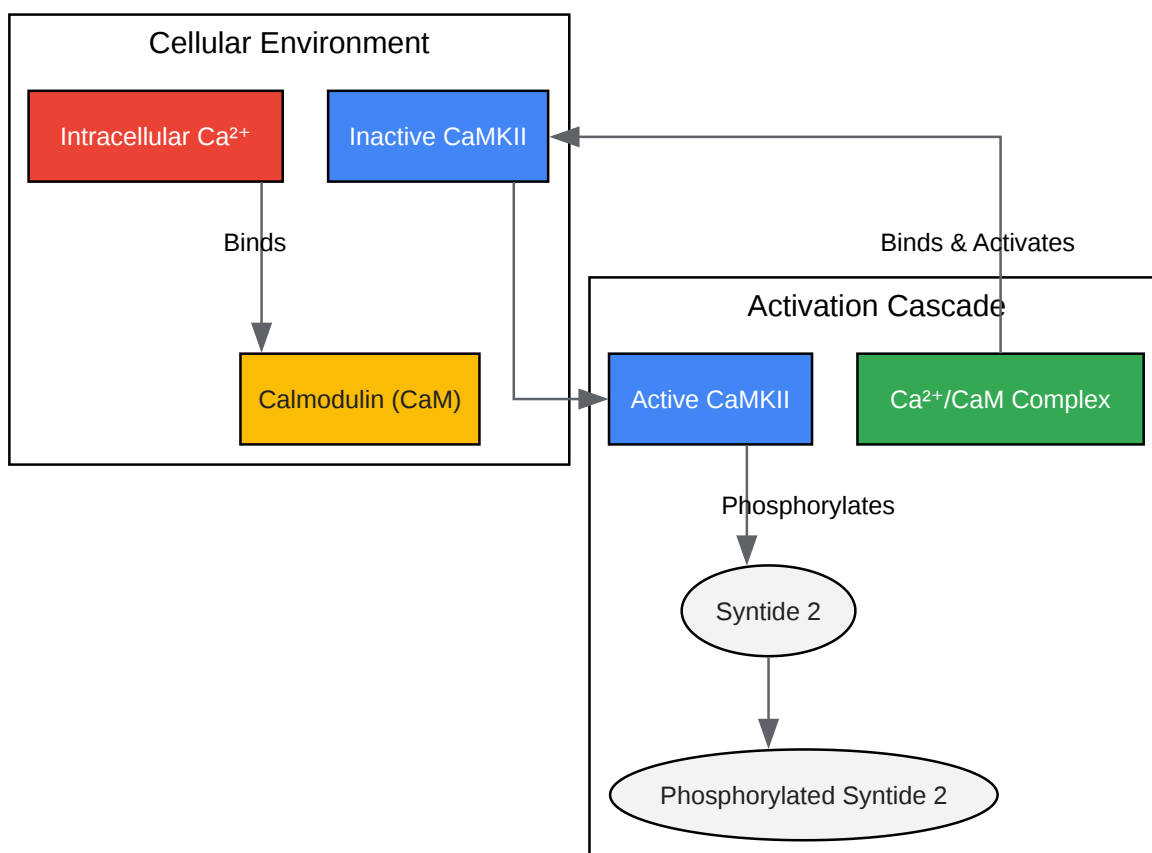 Cellular Environment
Intracellular Ca²⁺
Inactive CaMKII
Binds
Binds & Activates
Activation Cascade
Calmodulin (CaM)
Active CaMKII
Ca²⁺/CaM Complex
Phosphorylates
Syntide 2
Phosphorylated Syntide 2